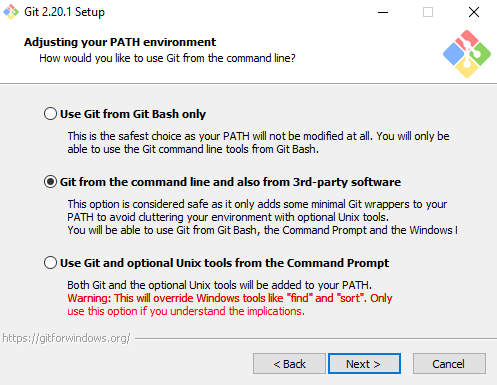 Git 2.20.1 Setup
Adjusting your PATH environment
How would you like to use Git from the command line?
Use Git from Git Bash only
This is the safest choice as your PATH will not be modified at all. You will only be
able to use the Git command line tools from Git Bash.
Git from the command line and also from 3rd-party software
This option is considered safe as it only adds some minimal Git wrappers to your
PATH to avoid cluttering your environment with optional Unix tools.
You will be able to use Git from Git Bash, the Command Prompt and the Windows
Use Git and optional Unix tools from the Command Prompt
Both Git and the optional Unix tools will be added to your PATH.
Warning: This will override Windows tools like "find" and "sort". Only
use this option if you understand the implications.
https://gitforwindows.org/
< Back
Next >
Cancel